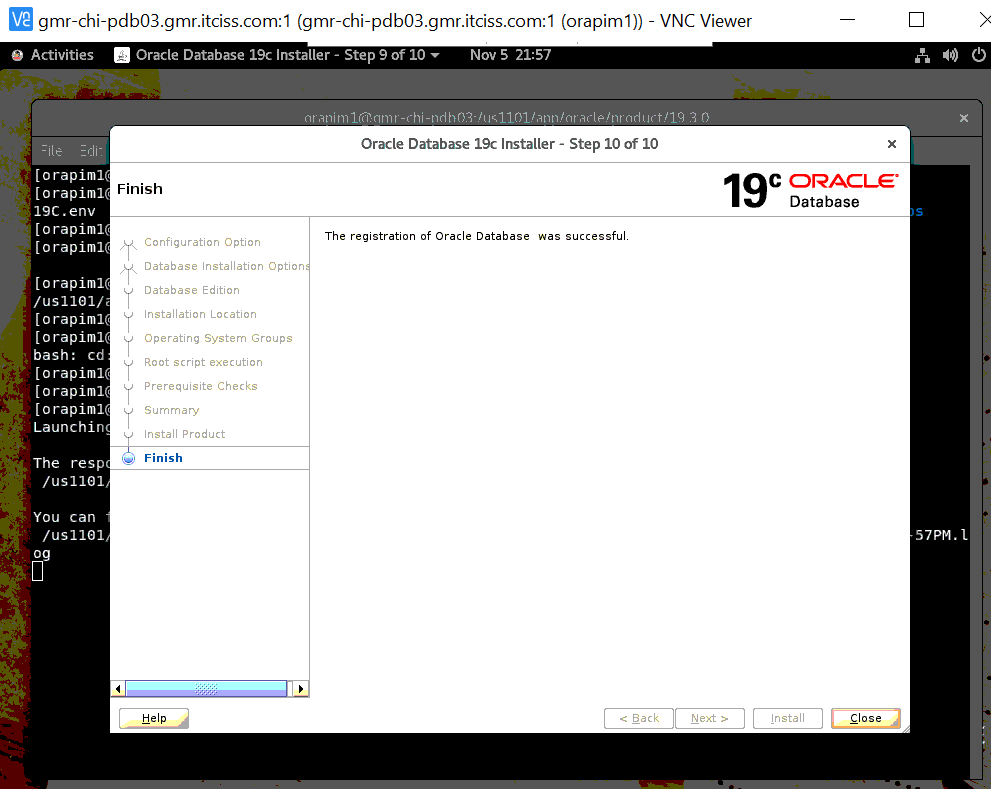 VE gmr-chi-pdb03.gmr.itciss.com:1 (gmr-chi-pdb03.gmr.itciss.com:1 (orapim1)) - VNC Viewer
Activities Oracle Database 19c Installer - Step 9 of 10 Nov 5 21:57
orapim1@gmr-chi-pdb03:/us1101/app/oracle/product/19.3.0
File Edit
Oracle Database 19c Installer - Step 10 of 10
Finish
19c ORACLE
Database
Configuration Option
Database Installation Options
Database Edition
Installation Location
Operating System Groups
Root script execution
Prerequisite Checks
Summary
Install Product
Finish
The registration of Oracle Database was successful.
Help
< Back Next > Install Close
[orapim1@
[orapim1@
19C.env
[orapim1@
[orapim1@
[orapim1@
/us1101/a
[orapim1@
[orapim1@
bash: cd:
[orapim1@
[orapim1@
[orapim1@
Launching
The resp
/us1101/
You can
/us1101/ -57PM.l
og